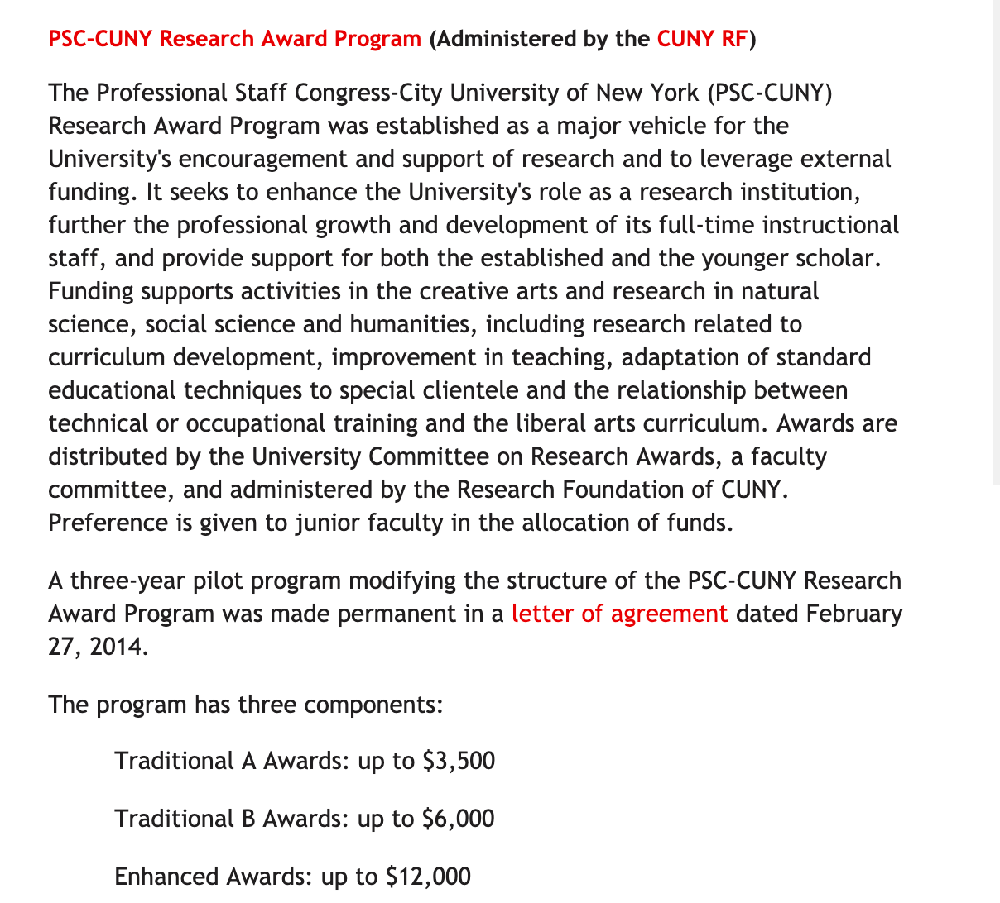 PSC-CUNY Research Award Program (Administered by the CUNY RF)
The Professional Staff Congress-City University of New York (PSC-CUNY)
Research Award Program was established as a major vehicle for the
University's encouragement and support of research and to leverage external
funding. It seeks to enhance the University's role as a research institution,
further the professional growth and development of its full-time instructional
staff, and provide support for both the established and the younger scholar.
Funding supports activities in the creative arts and research in natural
science, social science and humanities, including research related to
curriculum development, improvement in teaching, adaptation of standard
educational techniques to special clientele and the relationship between
technical or occupational training and the liberal arts curriculum. Awards are
distributed by the University Committee on Research Awards, a faculty
committee, and administered by the Research Foundation of CUNY.
Preference is given to junior faculty in the allocation of funds.
A three-year pilot program modifying the structure of the PSC-CUNY Research
Award Program was made permanent in a letter of agreement dated February
27, 2014.
The program has three components:
Traditional A Awards: up to $3,500
Traditional B Awards: up to $6,000
Enhanced Awards: up to $12,000